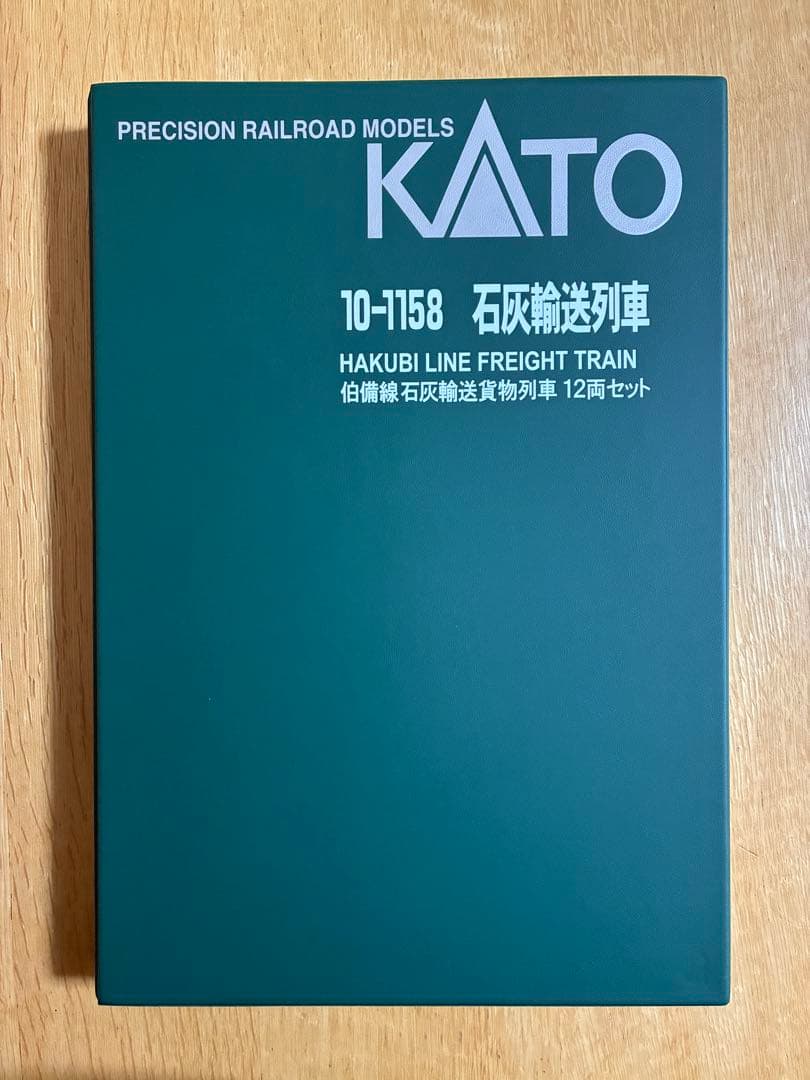 PRECISION RAILROAD MODELS
KATO
10-1158 石灰輸送列車
HAKUBI LINE FREIGHT TRAIN
伯備線石灰輸送貨物列車 12両セット